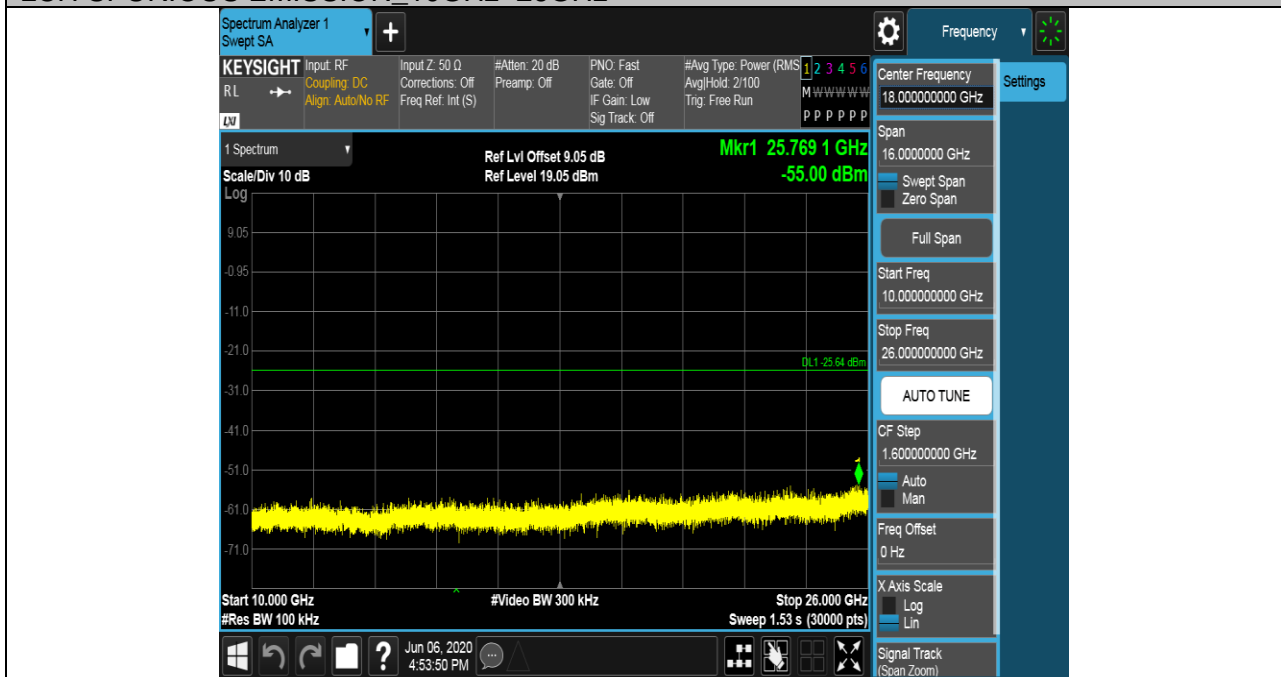 Spectrum Analyzer 1
Swept SA
+
Frequency
KEYSIGHT
RL
LXI
Input: RF
Coupling: DC
Align: Auto/No RF
Input Z: 50 Ω
Corrections: Off
Freq Ref: Int (S)
#Atten: 20 dB
Preamp: Off
PNO: Fast
Gate: Off
IF Gain: Low
Sig Track: Off
#Avg Type: Power (RMS
Avg|Hold: 2/100
Trig: Free Run
1 2 3 4 5 6
M W W W W W
P P P P P P
1 Spectrum
Scale/Div 10 dB
Log
Ref Lvl Offset 9.05 dB
Ref Level 19.05 dBm
Mkr1 25.769 1 GHz
-55.00 dBm
9.05
-0.95
-11.0
-21.0
-31.0
-41.0
-51.0
-61.0
-71.0
DL1 -25.64 dBm
1
Start 10.000 GHz
#Res BW 100 kHz
#Video BW 300 kHz
Stop 26.000 GHz
Sweep 1.53 s (30000 pts)
?
Jun 06, 2020
4:53:50 PM
Center Frequency
18.000000000 GHz
Span
16.0000000 GHz
Swept Span
Zero Span
Full Span
Start Freq
10.000000000 GHz
Stop Freq
26.000000000 GHz
AUTO TUNE
CF Step
1.600000000 GHz
Auto
Man
Freq Offset
0 Hz
X Axis Scale
Log
Lin
Signal Track
(Span Zoom)
Settings